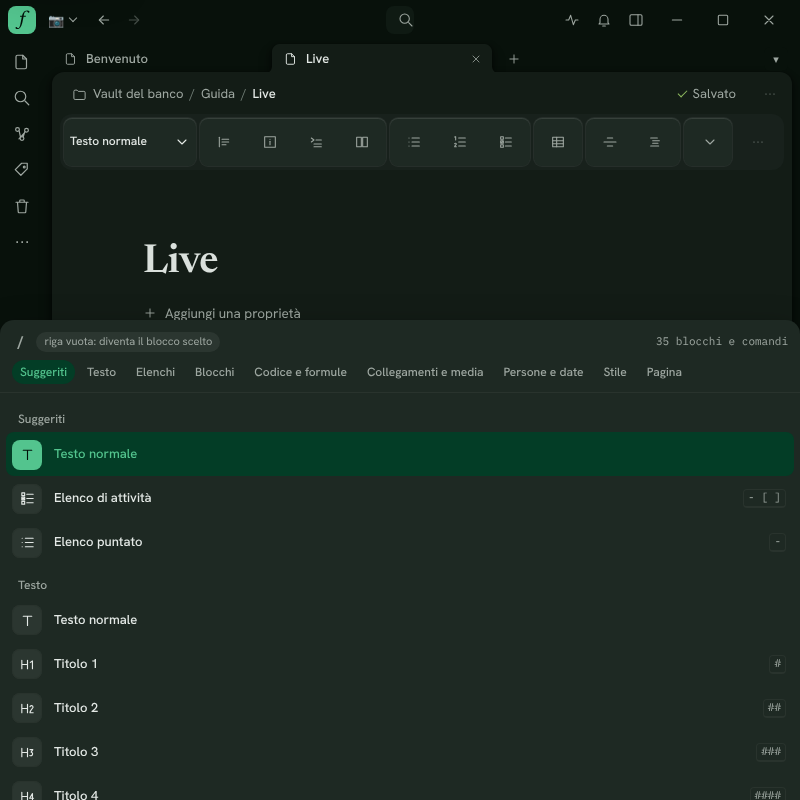 f
Benvenuto
Live
Vault del banco / Guida / Live
Salvato
Testo normale
Live
Aggiungi una proprietà
/ riga vuota: diventa il blocco scelto
35 blocchi e comandi
Suggeriti Testo Elenchi Blocchi Codice e formule Collegamenti e media Persone e date Stile Pagina
Suggeriti
T Testo normale
Elenco di attività - [ ]
Elenco puntato -
Testo
T Testo normale
H1 Titolo 1 #
H2 Titolo 2 ##
H3 Titolo 3 ###
H4 Titolo 4 ####